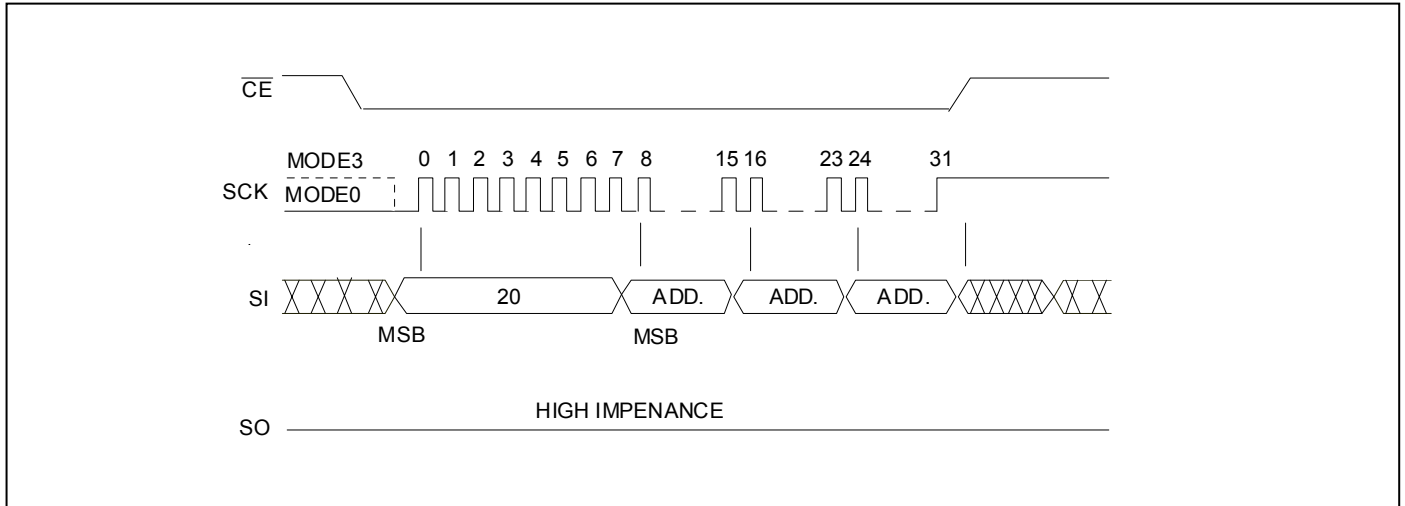 CE
MODE3 0 1 2 3 4 5 6 7 8 15 16 23 24 31
SCK MODE0
SI 20 ADD. ADD. ADD.
MSB MSB
HIGH IMPENANCE
SO